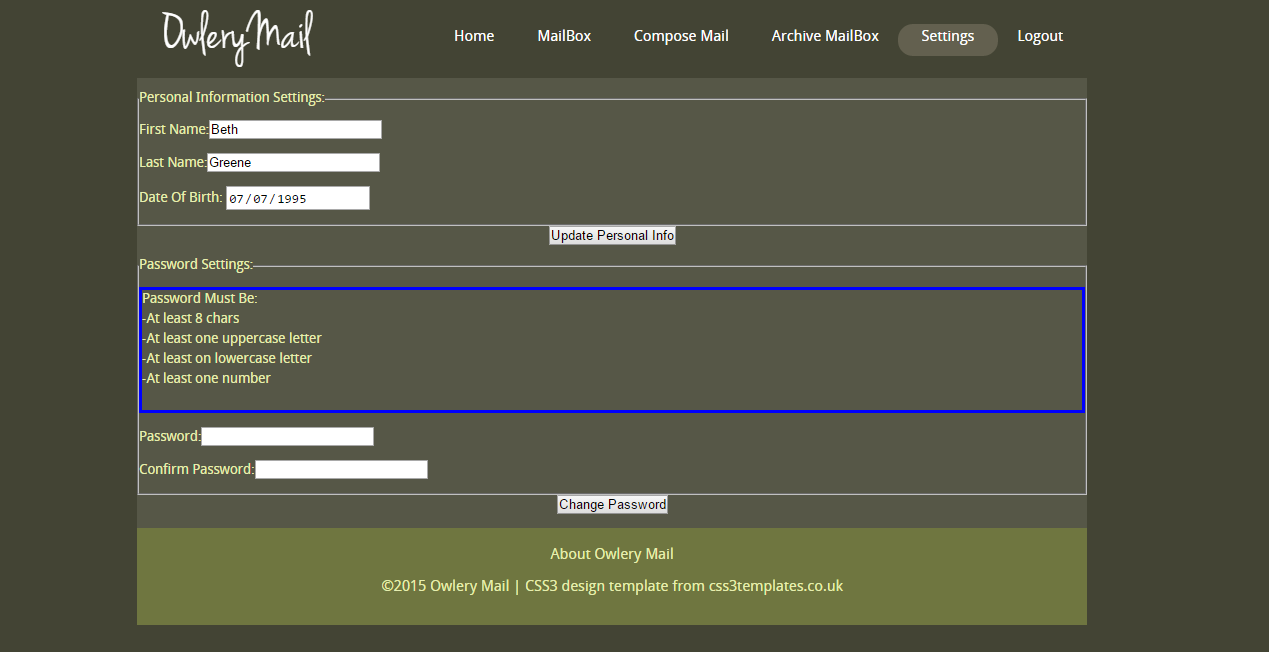 Owlery Mail
Home MailBox Compose Mail Archive MailBox Settings Logout
Personal Information Settings:
First Name:Beth
Last Name:Greene
Date Of Birth: 07/07/1995
Update Personal Info
Password Settings:
Password Must Be:
-At least 8 chars
-At least one uppercase letter
-At least on lowercase letter
-At least one number
Password:
Confirm Password:
Change Password
About Owlery Mail
©2015 Owlery Mail | CSS3 design template from css3templates.co.uk